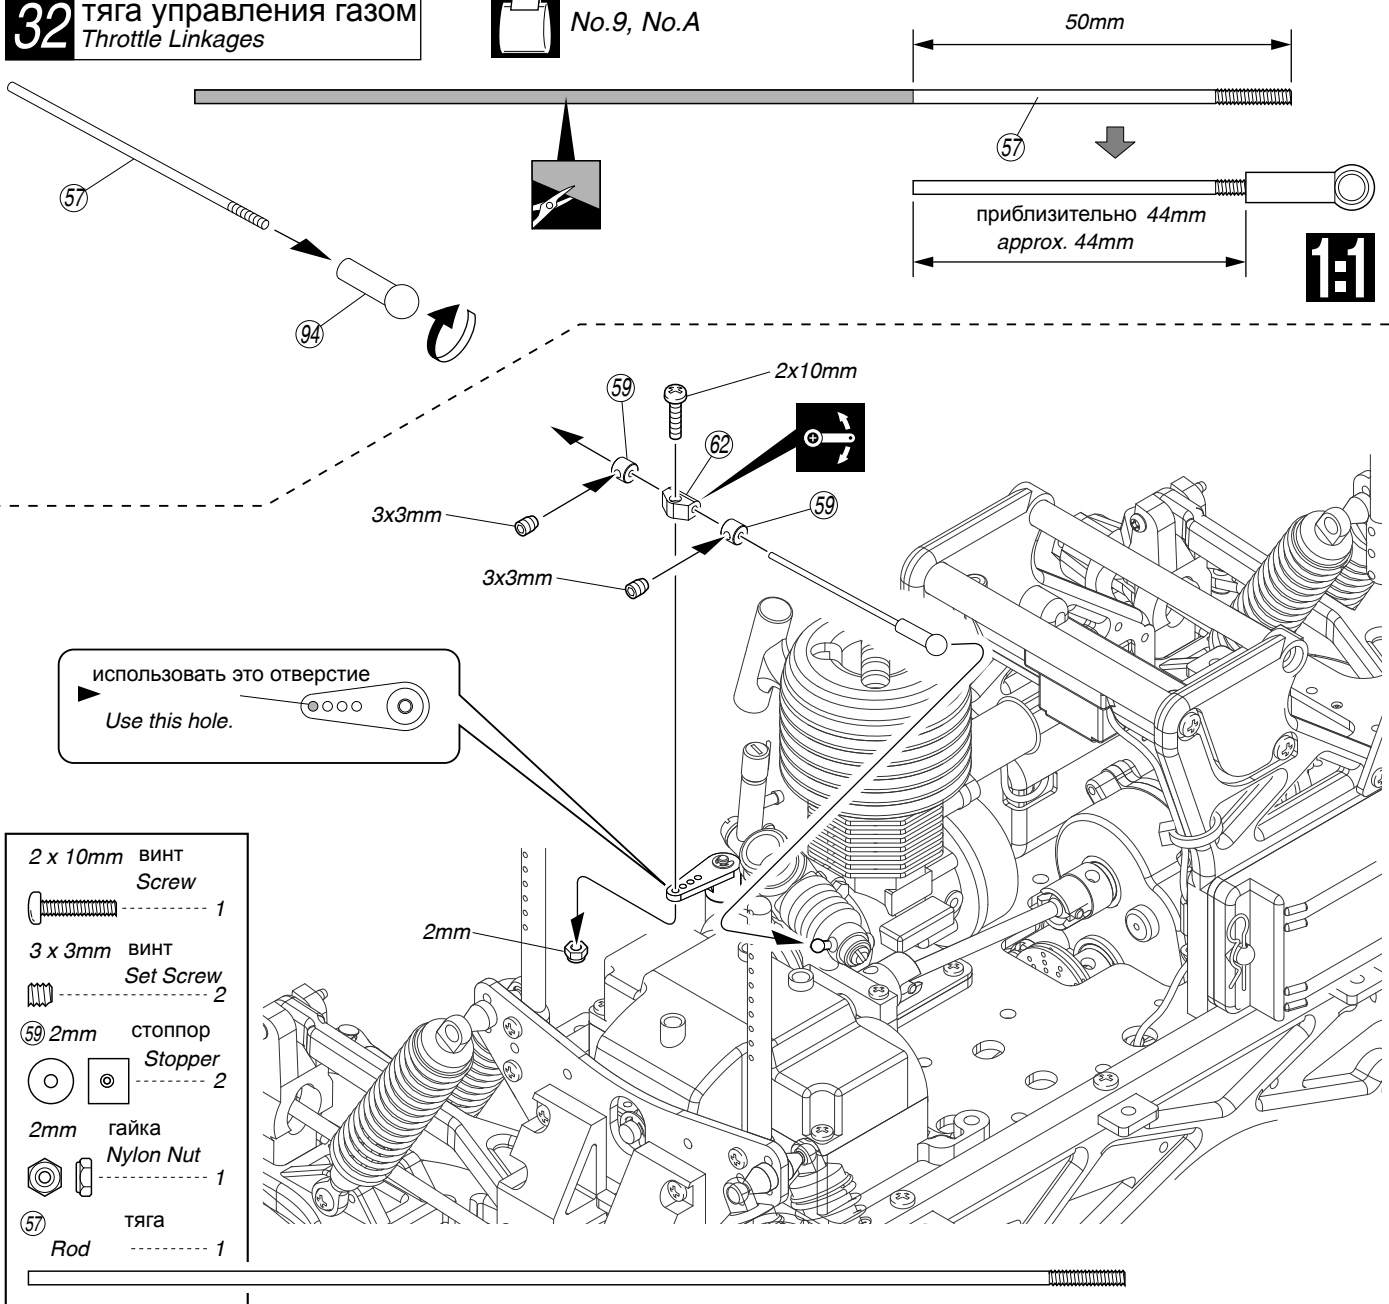 32 тяга управления газом
Throttle Linkages
No.9, No.A
50mm
57
57
приблизительно 44mm
approx. 44mm
1:1
94
2x10mm
59
62
3x3mm
59
3x3mm
использовать это отверстие
Use this hole.
2mm
2 x 10mm винт
Screw
1
3 x 3mm винт
Set Screw
2
59 2mm стоппор
Stopper
2
2mm гайка
Nylon Nut
1
57 тяга
Rod 1